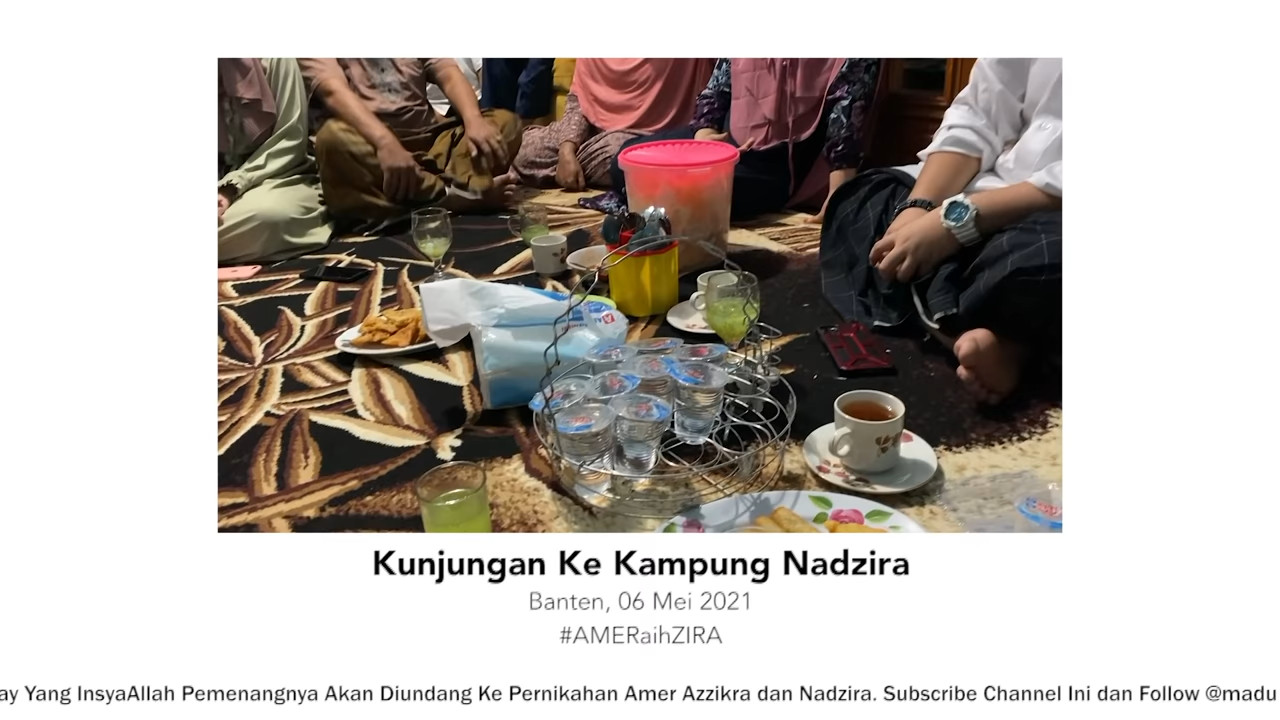 Kunjungan Ke Kampung Nadzira
Banten, 06 Mei 2021
#AMERaihZIRA
Yang InsyaAllah Pemenangnya Akan Diundang Ke Pernikahan Amer Azzikra dan Nadzira. Subscribe Channel Ini dan Follow @madu